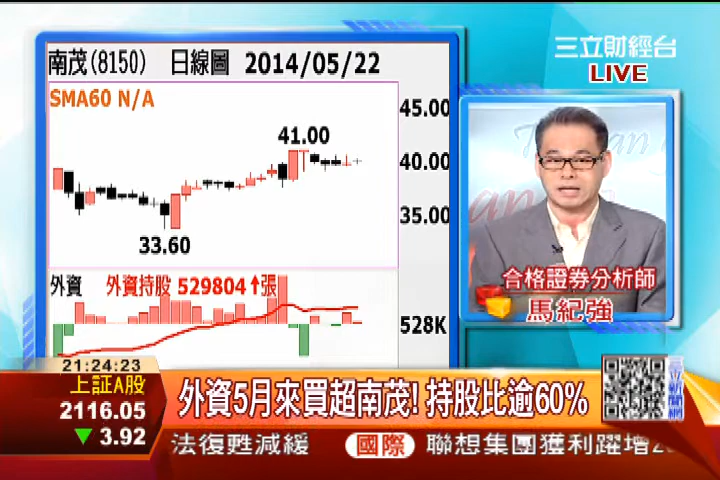 南茂(8150) 日線圖 2014/05/22
SMA60 N/A
45.00
41.00
40.00
35.00
33.60
外資 外資持股 529804↑張
528K
三立財經台
LIVE
合格證券分析師
馬紀強
21:24:23
上証A股
2116.05
▼ 3.92
外資5月來買超南茂! 持股比逾60%
法復甦減緩 國際 聯想集團獲利躍增